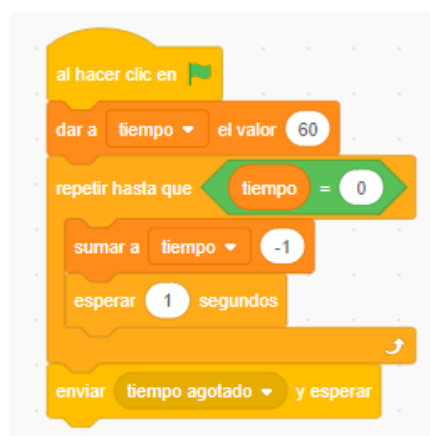 al hacer clic en
dar a tiempo el valor 60
repetir hasta que tiempo = 0
sumar a tiempo -1
esperar 1 segundos
enviar tiempo agotado y esperar